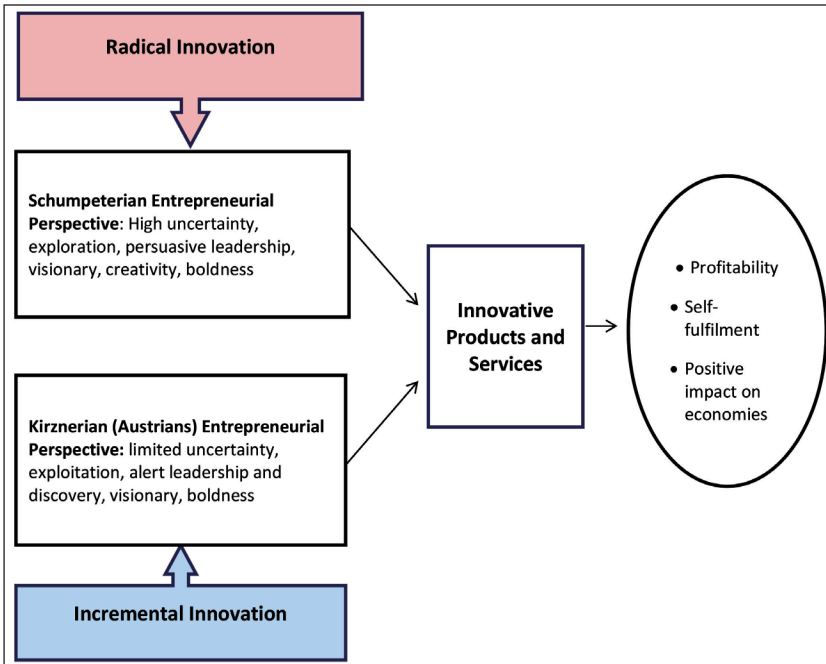 Radical Innovation
Schumpeterian Entrepreneurial
Perspective: High uncertainty,
exploration, persuasive leadership,
visionary, creativity, boldness
Kirznerian (Austrians) Entrepreneurial
Perspective: limited uncertainty,
exploitation, alert leadership and
discovery, visionary, boldness
Incremental Innovation
Innovative
Products and
Services
• Profitability
• Self-
fulfilment
• Positive
impact on
economies